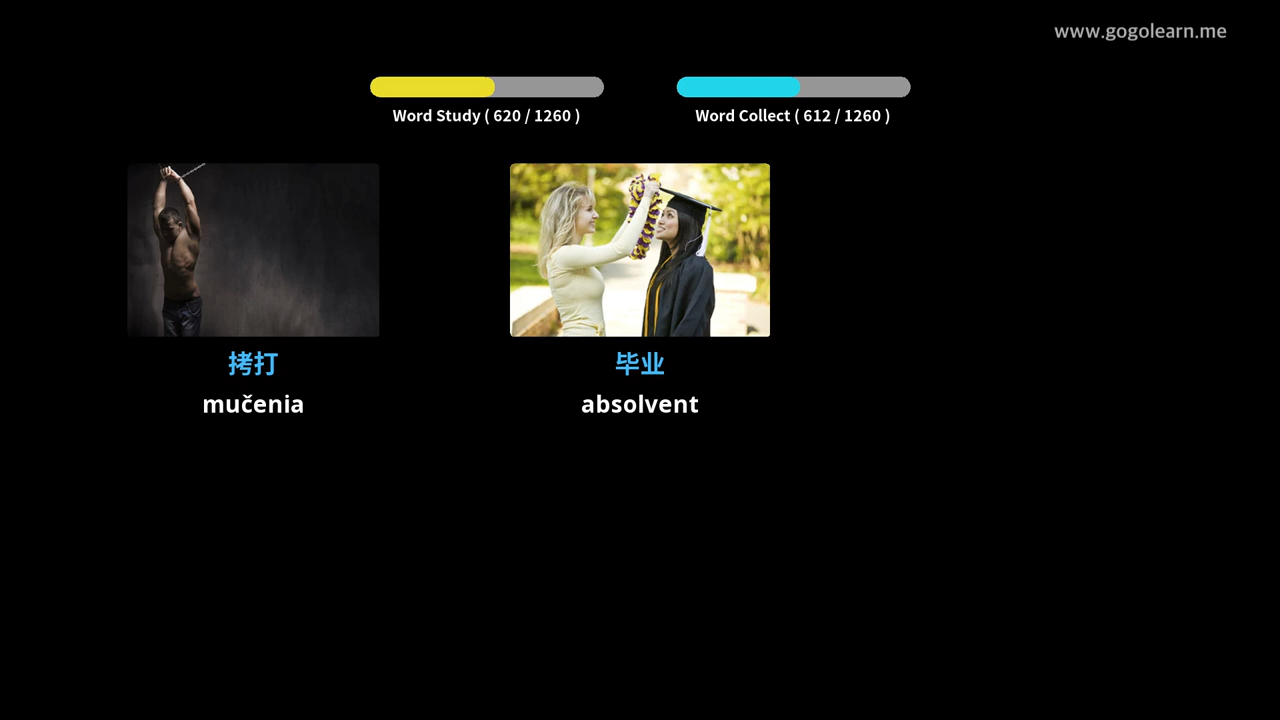 www.gogolearn.me
Word Study ( 620 / 1260 )
Word Collect ( 612 / 1260 )
拷打
mučenia
毕业
absolvent